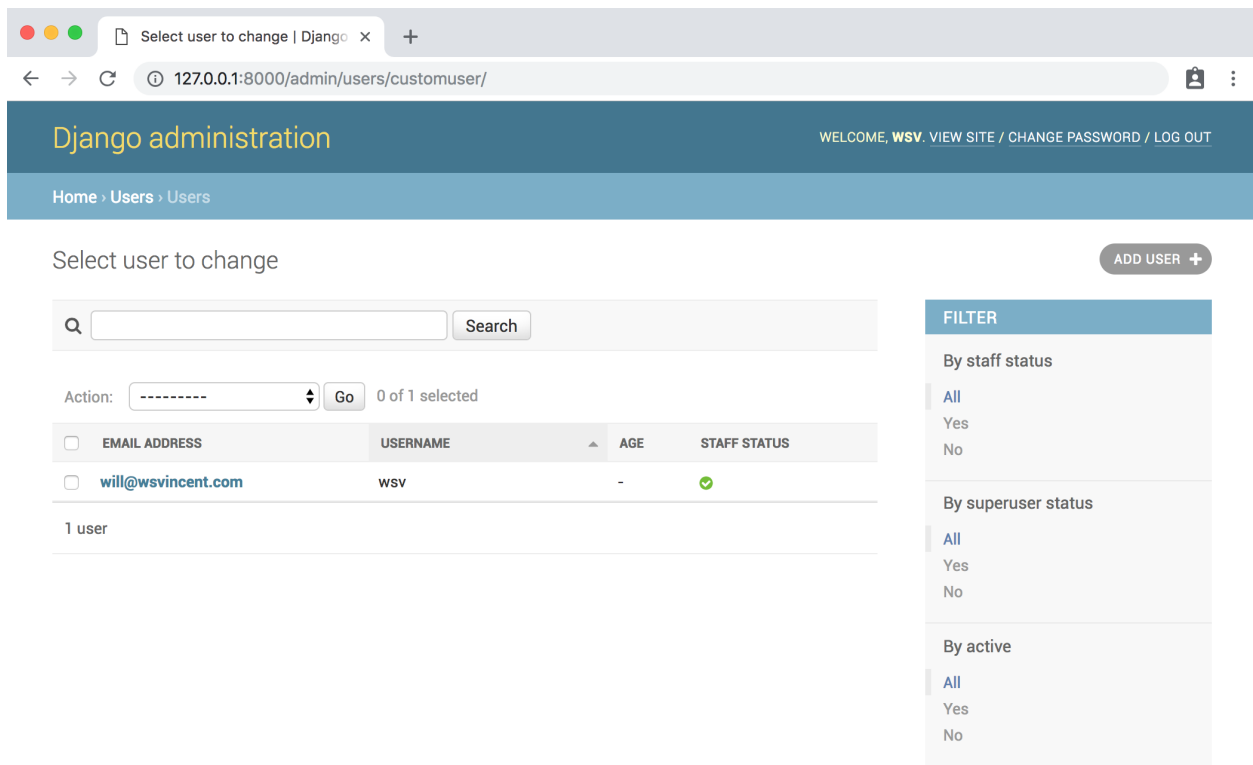 Select user to change | Django
127.0.0.1:8000/admin/users/customuser/
Django administration
WELCOME, WSV. VIEW SITE / CHANGE PASSWORD / LOG OUT
Home › Users › Users
Select user to change
ADD USER +
Search
Action: --------- Go 0 of 1 selected
EMAIL ADDRESS USERNAME AGE STAFF STATUS
will@wsvincent.com wsv -
1 user
FILTER
By staff status
All
Yes
No
By superuser status
All
Yes
No
By active
All
Yes
No